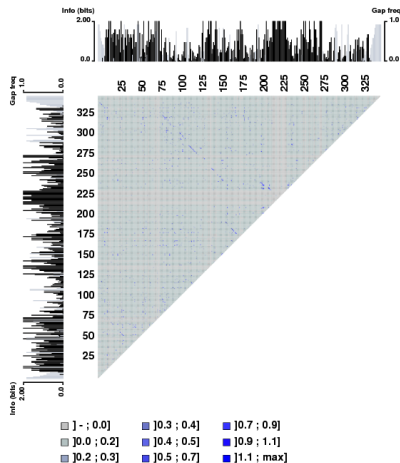 Info (bits) Gap freq
2.00 1.0
0.0 0.0
Gap freq
1.0 0.0
25 50 75 100 125 150 175 200 225 250 275 300 325
325
300
275
250
225
200
175
150
125
100
75
50
25
2.00 0.0
Info (bits)
] - ; 0.0] ]0.3 ; 0.4] ]0.7 ; 0.9]
]0.0 ; 0.2] ]0.4 ; 0.5] ]0.9 ; 1.1]
]0.2 ; 0.3] ]0.5 ; 0.7] ]1.1 ; max]